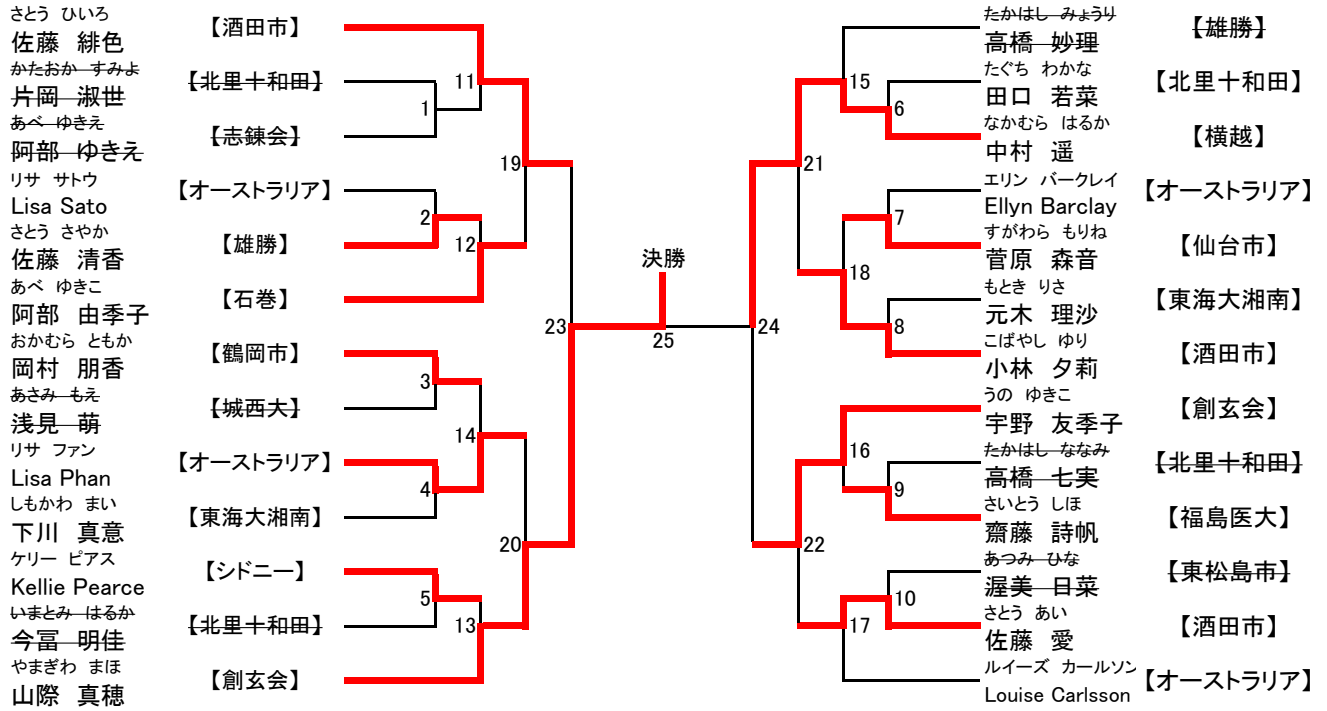 さとう ひいろ
佐藤 緋色 【酒田市】
かたおか すみよ
片岡 淑世 【北里十和田】
あべ ゆきえ
阿部 ゆきえ 【志錬会】
リサ サトウ
Lisa Sato 【オーストラリア】
さとう さやか
佐藤 清香 【雄勝】
あべ ゆきこ
阿部 由季子 【石巻】
おかむら ともか
岡村 朋香 【鶴岡市】
あさみ もえ
浅見 萌 【城西大】
リサ ファン
Lisa Phan 【オーストラリア】
しもかわ まい
下川 真意 【東海大湘南】
ケリー ピアス
Kellie Pearce 【シドニー】
いまとみ はるか
今冨 明佳 【北里十和田】
やまぎわ まほ
山際 真穂 【創玄会】
1
2
3
4
5
11
12
14
13
19
20
23
決勝
25
24
21
22
15
18
16
17
6
7
8
9
10
たかはし みょうり
高橋 妙理 【雄勝】
たぐち わかな
田口 若菜 【北里十和田】
なかむら はるか
中村 遥 【横越】
エリン バークレイ
Ellyn Barclay 【オーストラリア】
すがわら もりね
菅原 森音 【仙台市】
もとき りさ
元木 理沙 【東海大湘南】
こばやし ゆり
小林 夕莉 【酒田市】
うの ゆきこ
宇野 友季子 【創玄会】
たかはし ななみ
高橋 七実 【北里十和田】
さいとう しほ
齋藤 詩帆 【福島医大】
あつみ ひな
渥美 日菜 【東松島市】
さとう あい
佐藤 愛 【酒田市】
ルイーズ カールソン
Louise Carlsson 【オーストラリア】